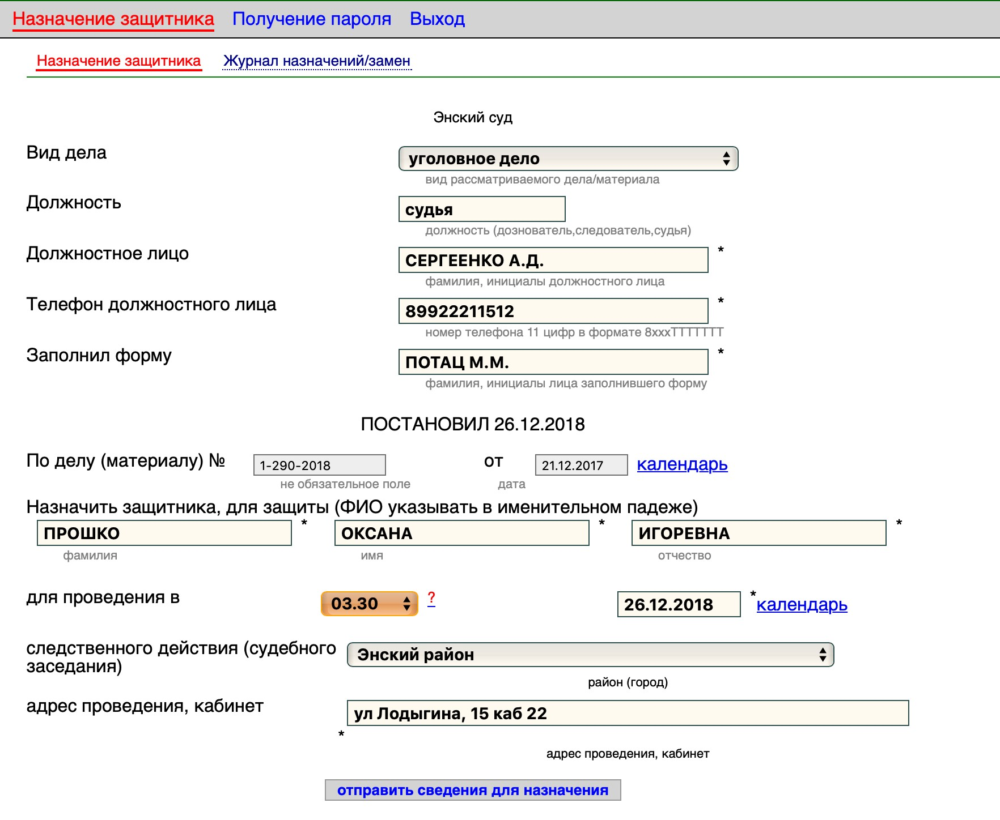 Назначение защитника Получение пароля Выход
Назначение защитника Журнал назначений/замен
Энский суд
Вид дела уголовное дело
вид рассматриваемого дела/материала
Должность судья
должность (дознователь,следователь,судья)
Должностное лицо СЕРГЕЕНКО А.Д. *
фамилия, инициалы должностного лица
Телефон должностного лица 89922211512 *
номер телефона 11 цифр в формате 8xxxТТТТТТТ
Заполнил форму ПОТАЦ М.М. *
фамилия, инициалы лица заполнившего форму
ПОСТАНОВИЛ 26.12.2018
По делу (материалу) № 1-290-2018 от 21.12.2017 календарь
не обязательное поле дата
Назначить защитника, для защиты (ФИО указывать в именительном падеже)
ПРОШКО * ОКСАНА * ИГОРЕВНА *
фамилия имя отчество
для проведения в 03.30 ? 26.12.2018 *календарь
следственного действия (судебного Энский район
заседания)
район (город)
адрес проведения, кабинет ул Лодыгина, 15 каб 22
*
адрес проведения, кабинет
отправить сведения для назначения